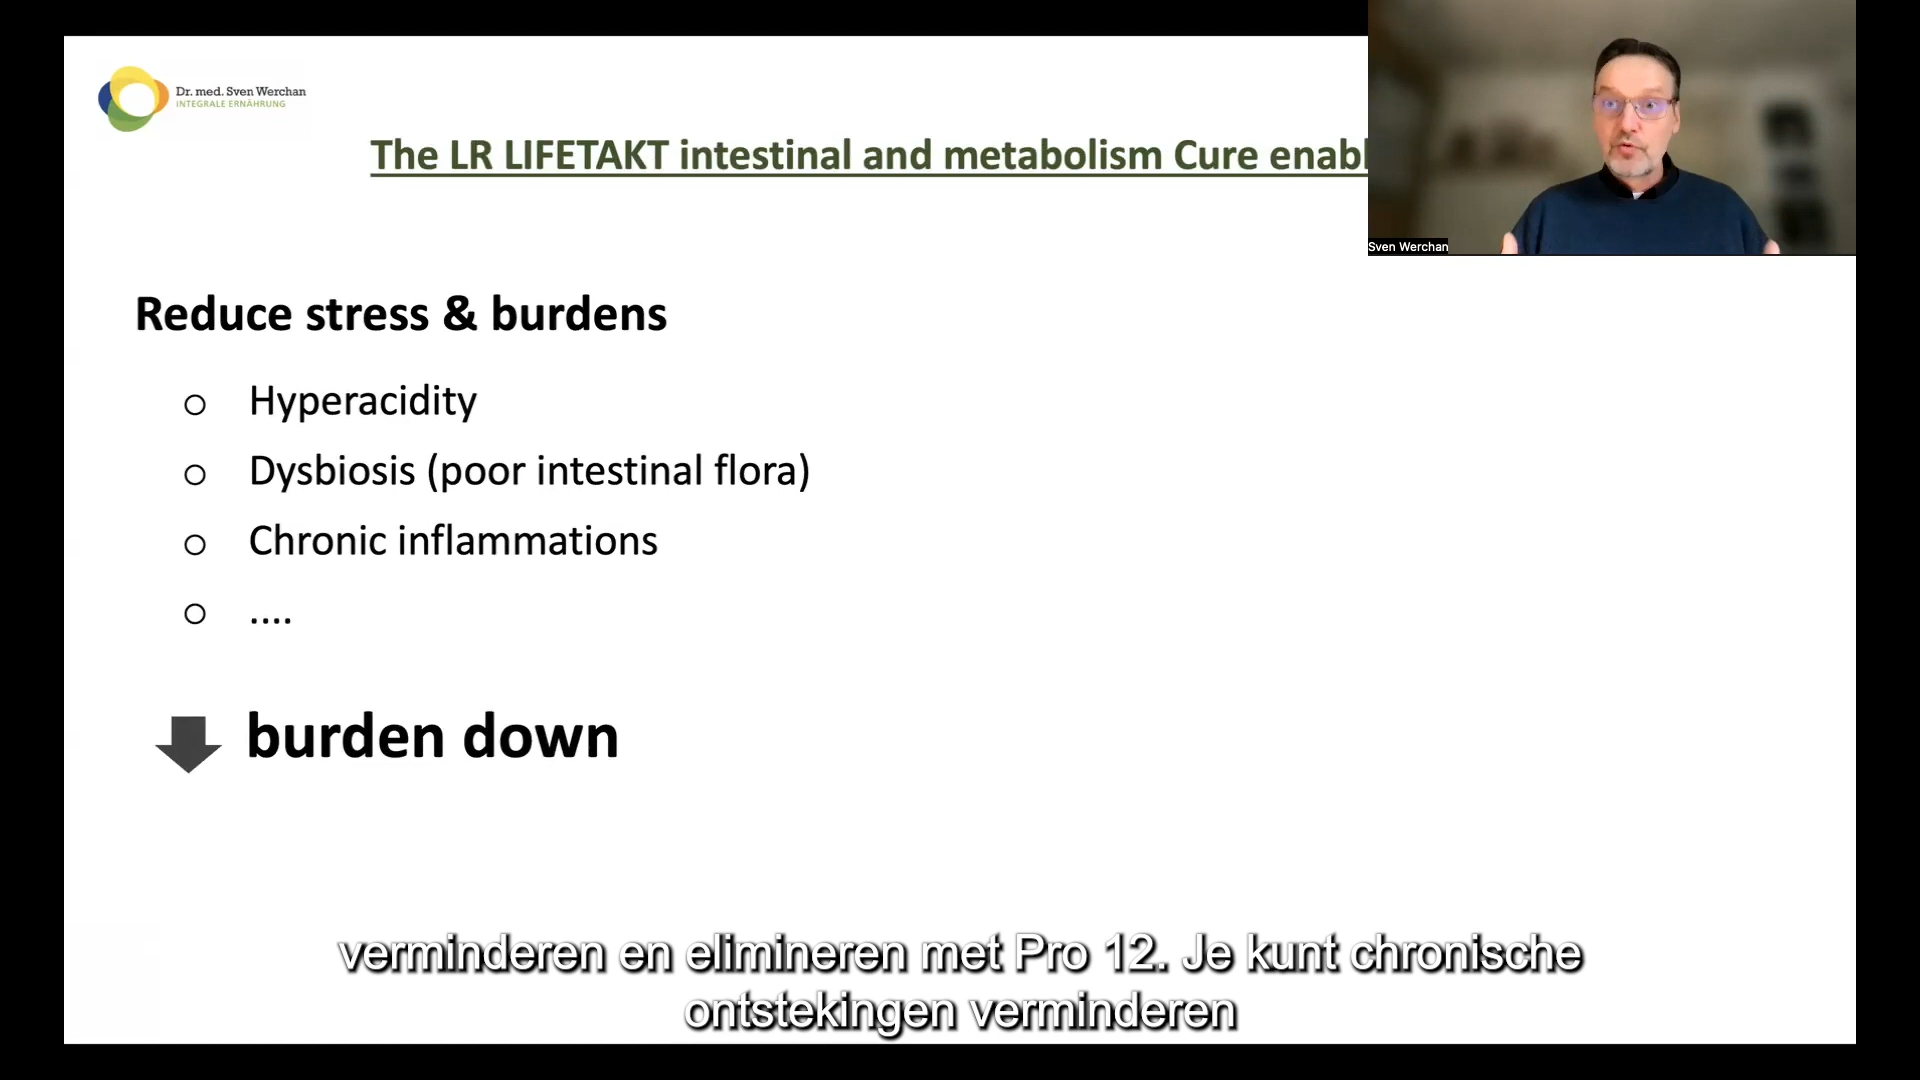 Dr. med. Sven Werchan
INTEGRALE ERNÄHRUNG
The LR LIFETAKT intestinal and metabolism Cure enabl
Sven Werchan
Reduce stress & burdens
o Hyperacidity
o Dysbiosis (poor intestinal flora)
o Chronic inflammations
o ....
burden down
verminderen en elimineren met Pro 12. Je kunt chronische
ontstekingen verminderen